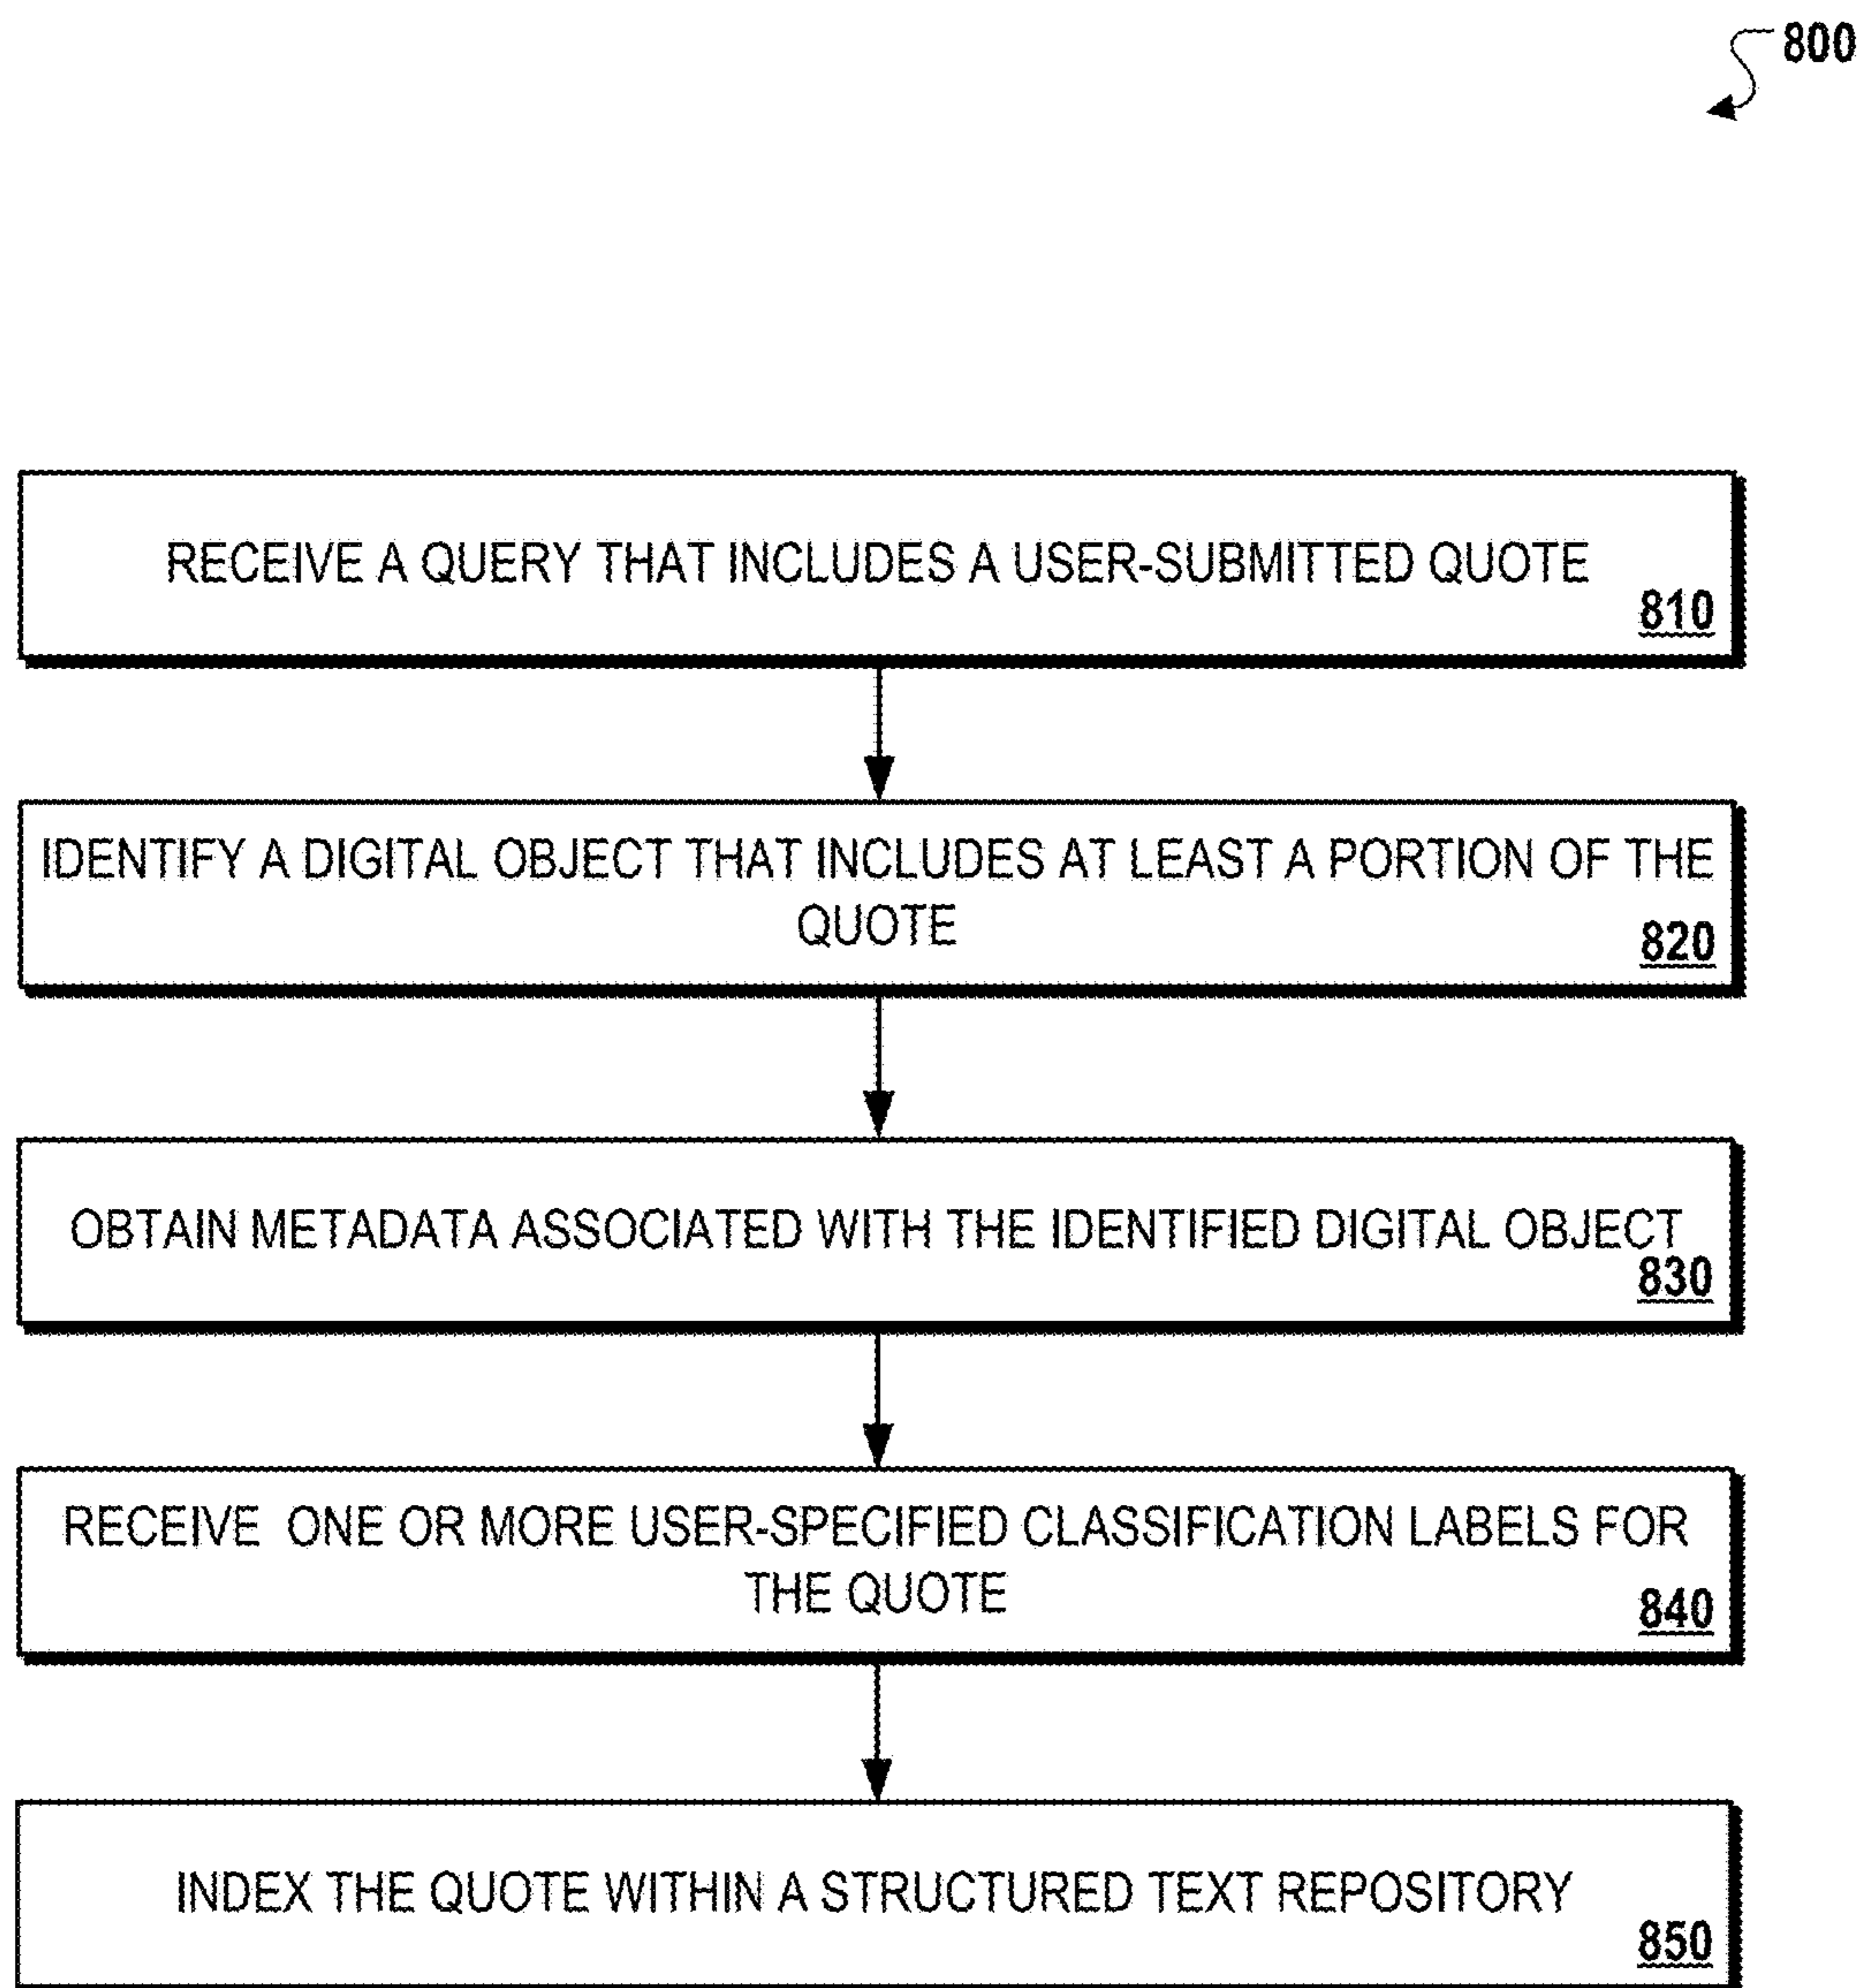 800
RECEIVE A QUERY THAT INCLUDES A USER-SUBMITTED QUOTE
810
IDENTIFY A DIGITAL OBJECT THAT INCLUDES AT LEAST A PORTION OF THE
QUOTE
820
OBTAIN METADATA ASSOCIATED WITH THE IDENTIFIED DIGITAL OBJECT
830
RECEIVE ONE OR MORE USER-SPECIFIED CLASSIFICATION LABELS FOR
THE QUOTE
840
INDEX THE QUOTE WITHIN A STRUCTURED TEXT REPOSITORY
850